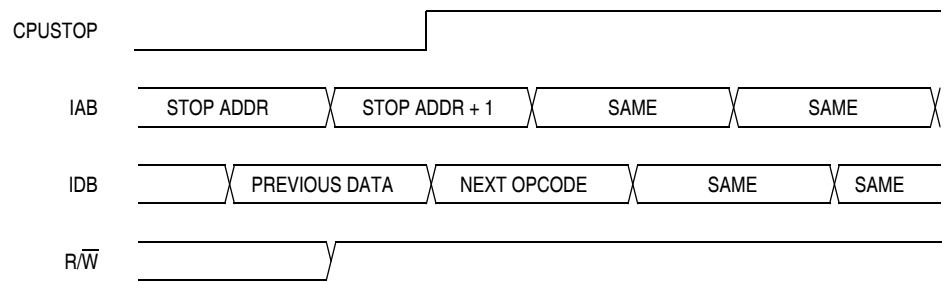 CPUSTOP
IAB STOP ADDR STOP ADDR + 1 SAME SAME
IDB PREVIOUS DATA NEXT OPCODE SAME SAME
R/W̅